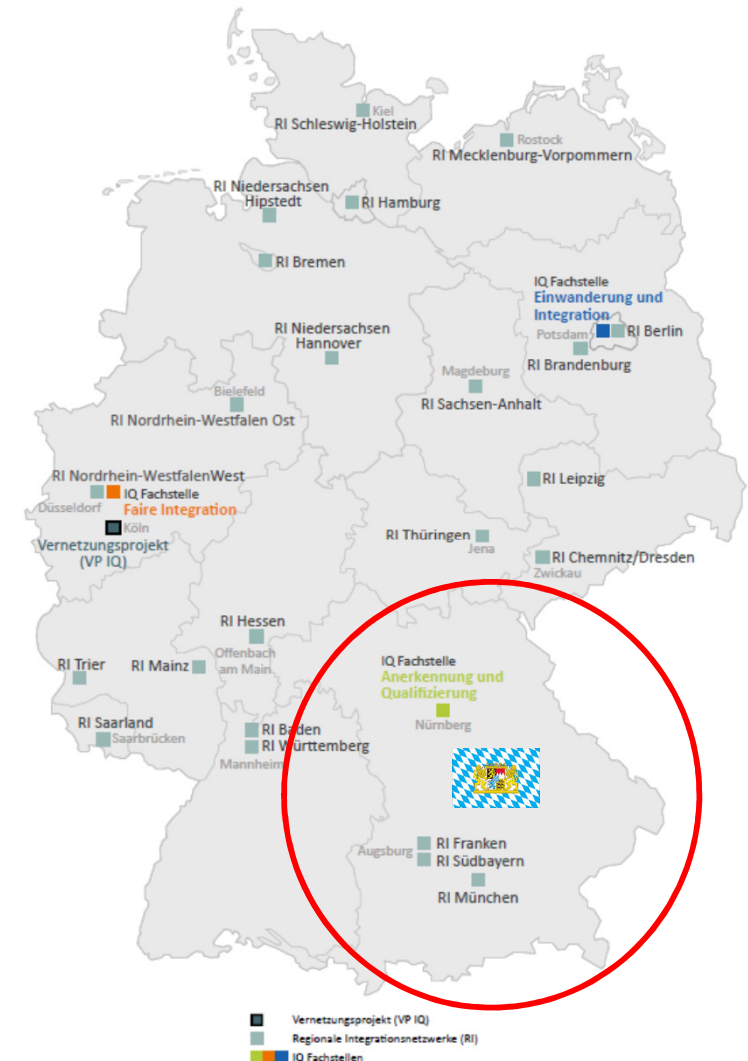 Kiel
RI Schleswig-Holstein
Rostock
RI Mecklenburg-Vorpommern
RI Niedersachsen
Hipstedt
RI Hamburg
RI Bremen
IQ Fachstelle
Einwanderung und
Integration
Potsdam
RI Berlin
RI Brandenburg
RI Niedersachsen
Hannover
Magdeburg
RI Sachsen-Anhalt
Bielefeld
RI Nordrhein-Westfalen Ost
RI Nordrhein-WestfalenWest
IQ Fachstelle
Düsseldorf
Faire Integration
Köln
Vernetzungsprojekt
(VP IQ)
RI Leipzig
RI Thüringen
Jena
RI Chemnitz/Dresden
Zwickau
RI Hessen
Offenbach
am Main
RI Trier
RI Mainz
IQ Fachstelle
Anerkennung und
Qualifizierung
Nürnberg
RI Saarland
Saarbrücken
RI Baden
RI Württemberg
Mannheim
Augsburg
RI Franken
RI Südbayern
RI München
Vernetzungsprojekt (VP IQ)
Regionale Integrationsnetzwerke (RI)
IQ Fachstellen